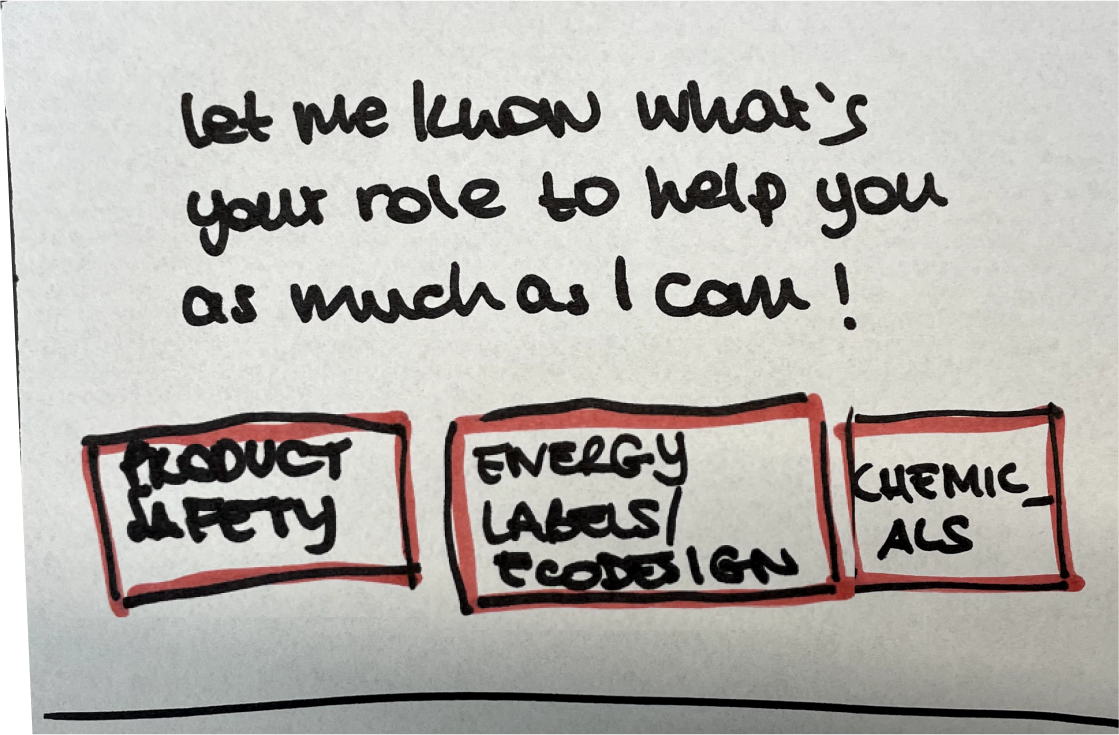 let me know what's
your role to help you
as much as I can!
PRODUCT
SAFETY
ENERGY
LABELS/
ECODESIGN
CHEMIC_
ALS